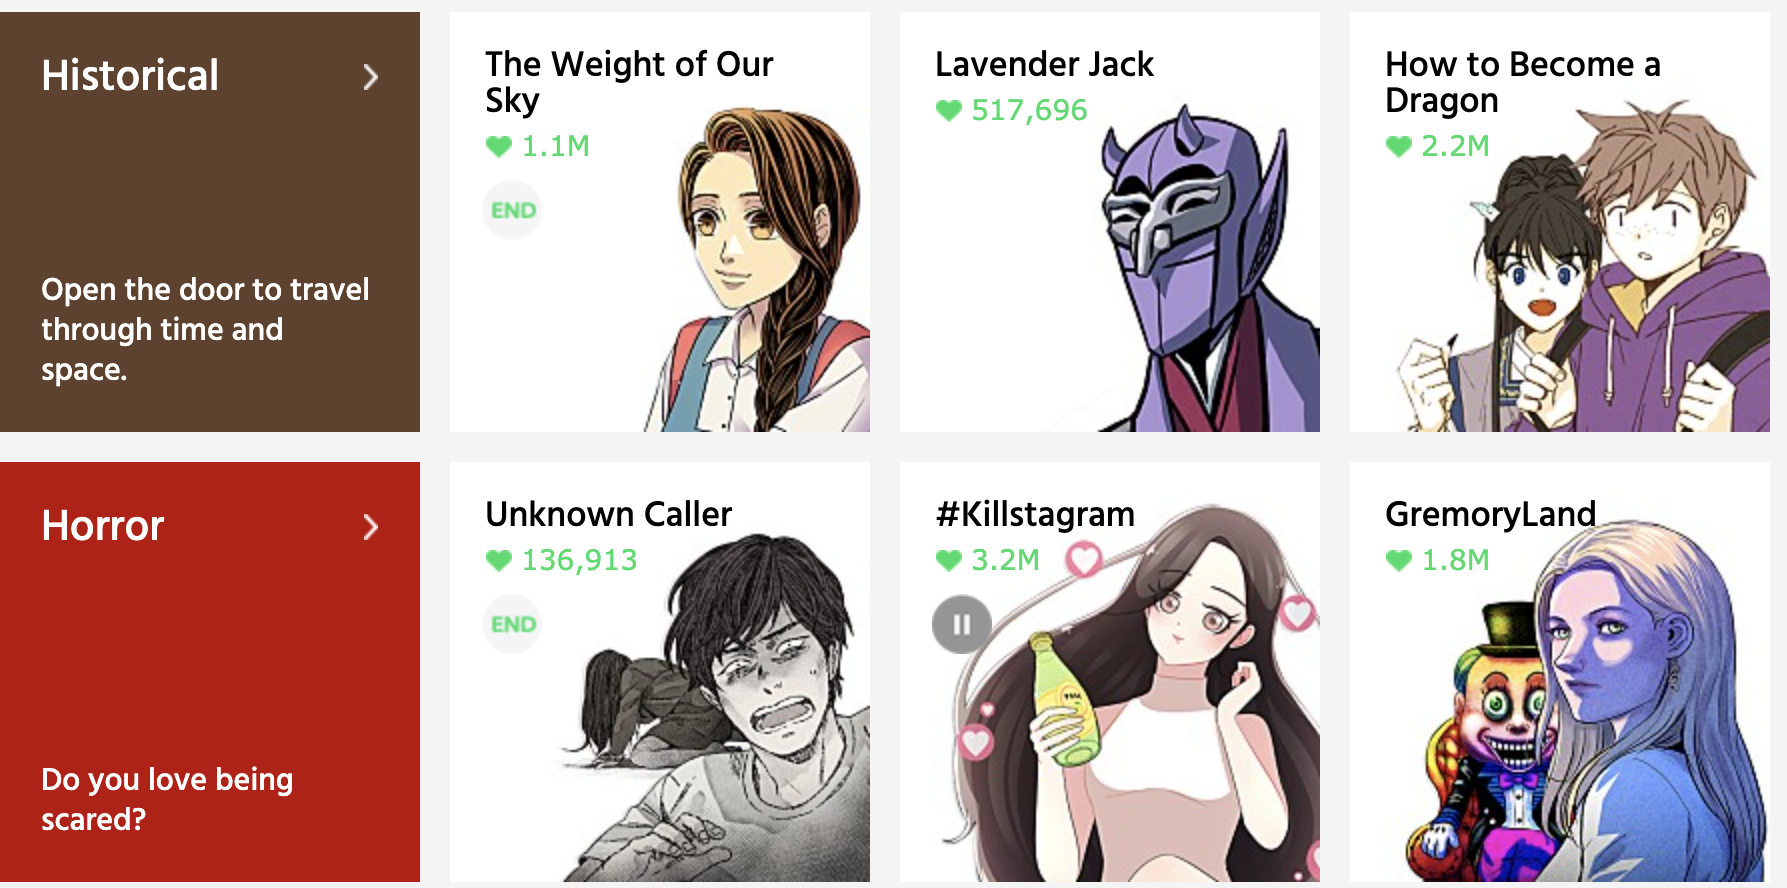 Historical
Open the door to travel
through time and
space.
The Weight of Our
Sky
1.1M
END
Lavender Jack
517,696
How to Become a
Dragon
2.2M
Horror
Do you love being
scared?
Unknown Caller
136,913
END
#Killstagram
3.2M
GremoryLand
1.8M